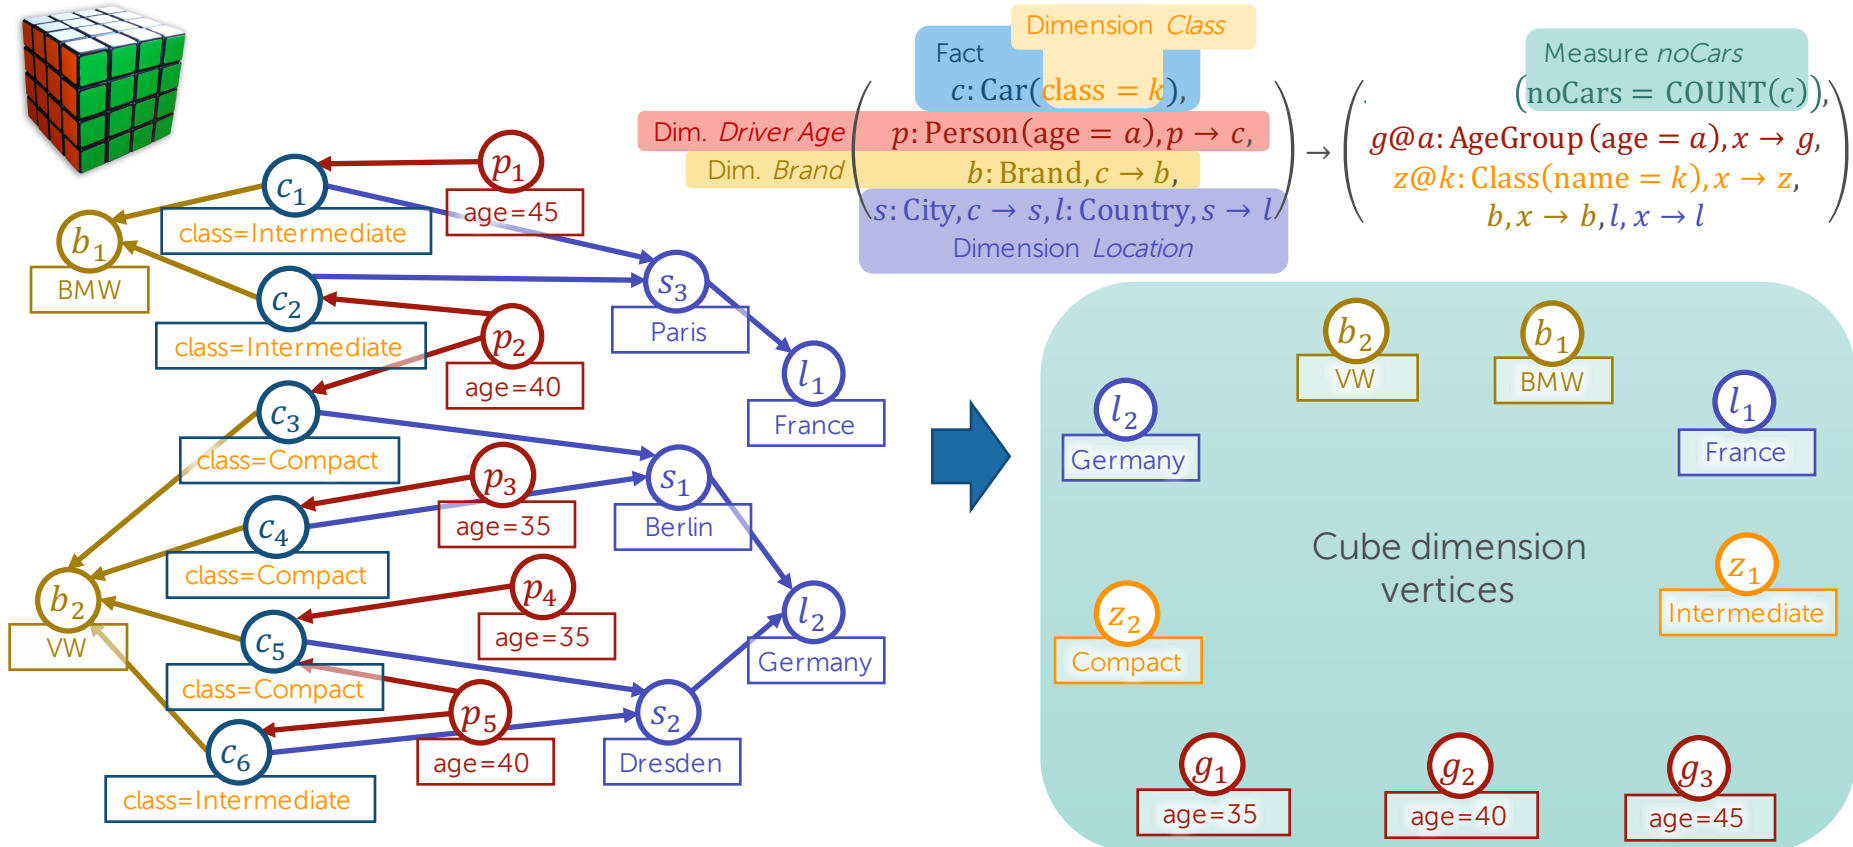 Dimension Class
Fact
c: Car(class = k),
Dim. Driver Age
p: Person(age = a), p → c,
Dim. Brand
b: Brand, c → b,
s: City, c → s, l: Country, s → l
Dimension Location
→
Measure noCars
(noCars = COUNT(c)),
g@a: AgeGroup (age = a), x → g,
z@k: Class(name = k), x → z,
b, x → b, l, x → l
p₁
age=45
c₁
class=Intermediate
b₁
BMW
c₂
class=Intermediate
s₃
Paris
p₂
age=40
l₁
France
c₃
class=Compact
p₃
age=35
s₁
Berlin
c₄
class=Compact
p₄
age=35
b₂
VW
c₅
class=Compact
l₂
Germany
p₅
age=40
s₂
Dresden
c₆
class=Intermediate
b₂
VW
b₁
BMW
l₂
Germany
l₁
France
Cube dimension
vertices
z₁
Intermediate
z₂
Compact
g₁
age=35
g₂
age=40
g₃
age=45